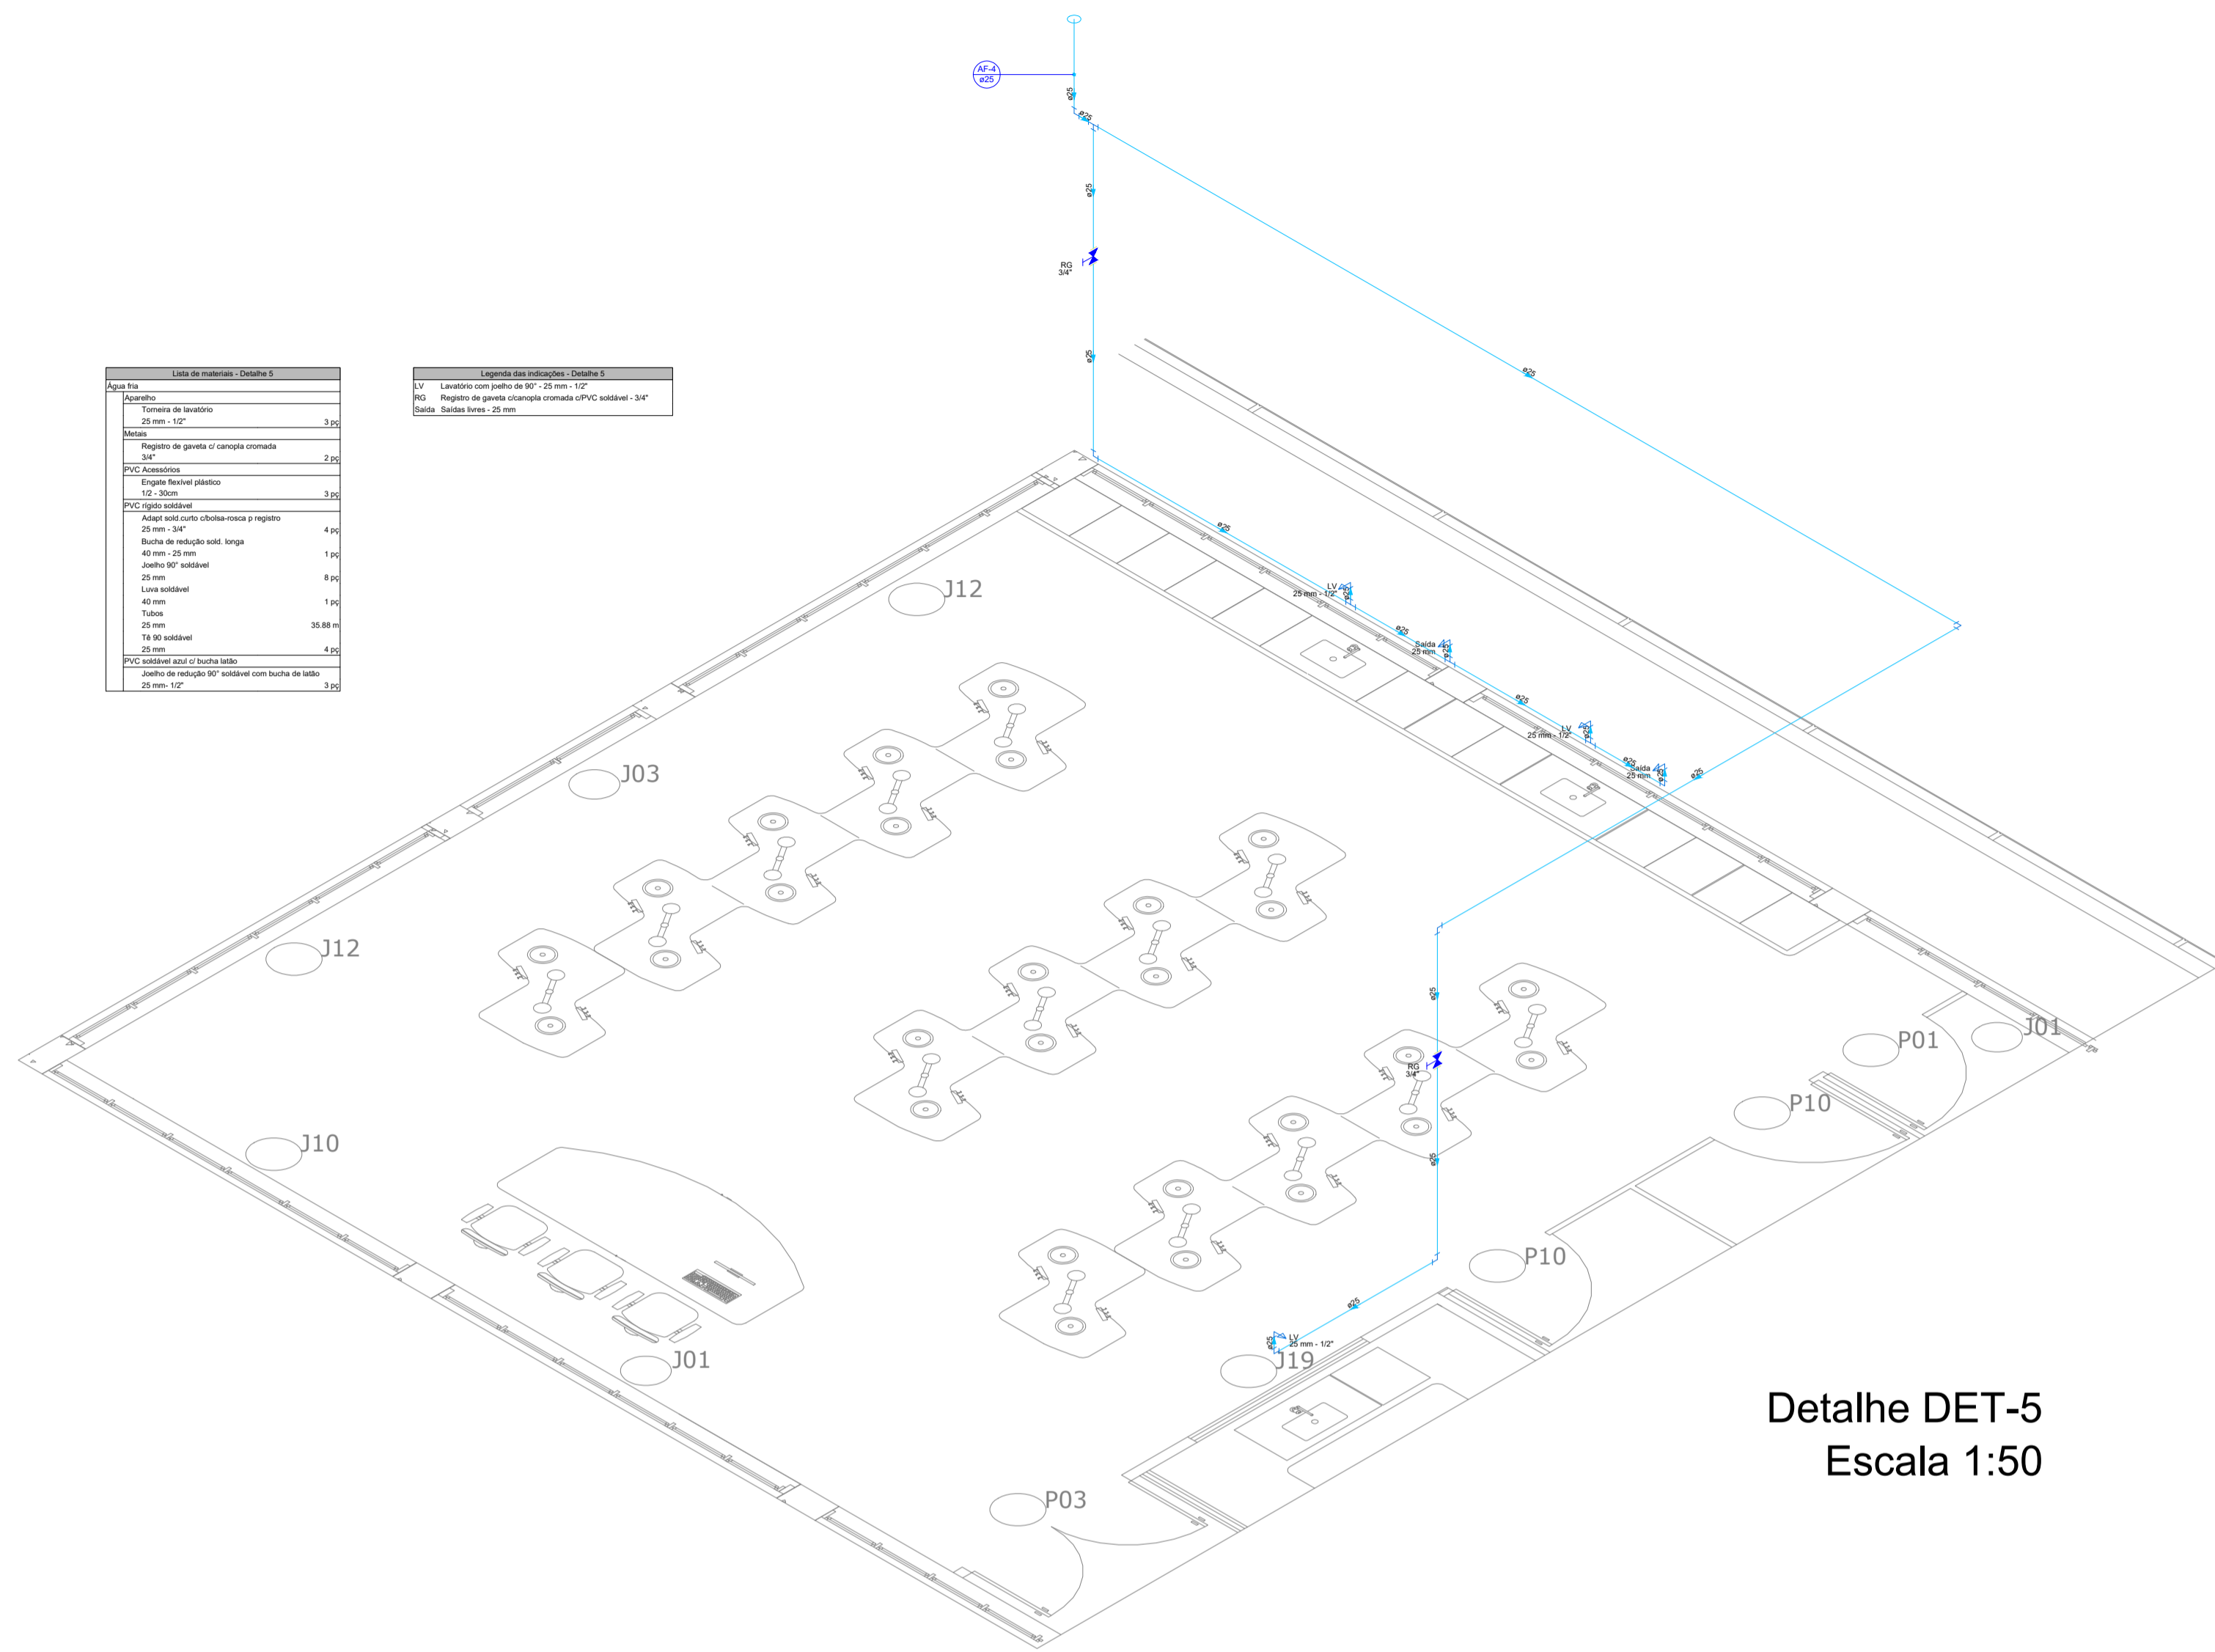 AF-4
ø25
ø25
ø25
ø25
RG
3/4"
ø25
ø25
Lista de materiais - Detalhe 5
Água fria
Aparelho
Torneira de lavatório
25 mm - 1/2" 3 pç
Metais
Registro de gaveta c/ canopla cromada
3/4" 2 pç
PVC Acessórios
Engate flexível plástico
1/2 - 30cm 3 pç
PVC rígido soldável
Adapt sold.curto c/bolsa-rosca p registro
25 mm - 3/4" 4 pç
Bucha de redução sold. longa
40 mm - 25 mm 1 pç
Joelho 90° soldável
25 mm 8 pç
Luva soldável
40 mm 1 pç
Tubos
25 mm 35.88 m
Tê 90 soldável
25 mm 4 pç
PVC soldável azul c/ bucha latão
Joelho de redução 90° soldável com bucha de latão
25 mm- 1/2" 3 pç
Legenda das indicações - Detalhe 5
LV Lavatório com joelho de 90° - 25 mm - 1/2"
RG Registro de gaveta c/canopla cromada c/PVC soldável - 3/4"
Saída Saídas livres - 25 mm
ø25
LV
25 mm - 1/2"
ø25
J12
ø25
Saída
25 mm
ø25
ø25
LV
25 mm - 1/2"
ø25
ø25
Saída
25 mm
ø25
ø25
J03
J12
ø25
J01
P01
RG
3/4"
P10
J10
ø25
P10
ø25
LV
25 mm - 1/2"
ø25
J01
J19
Detalhe DET-5
Escala 1:50
P03